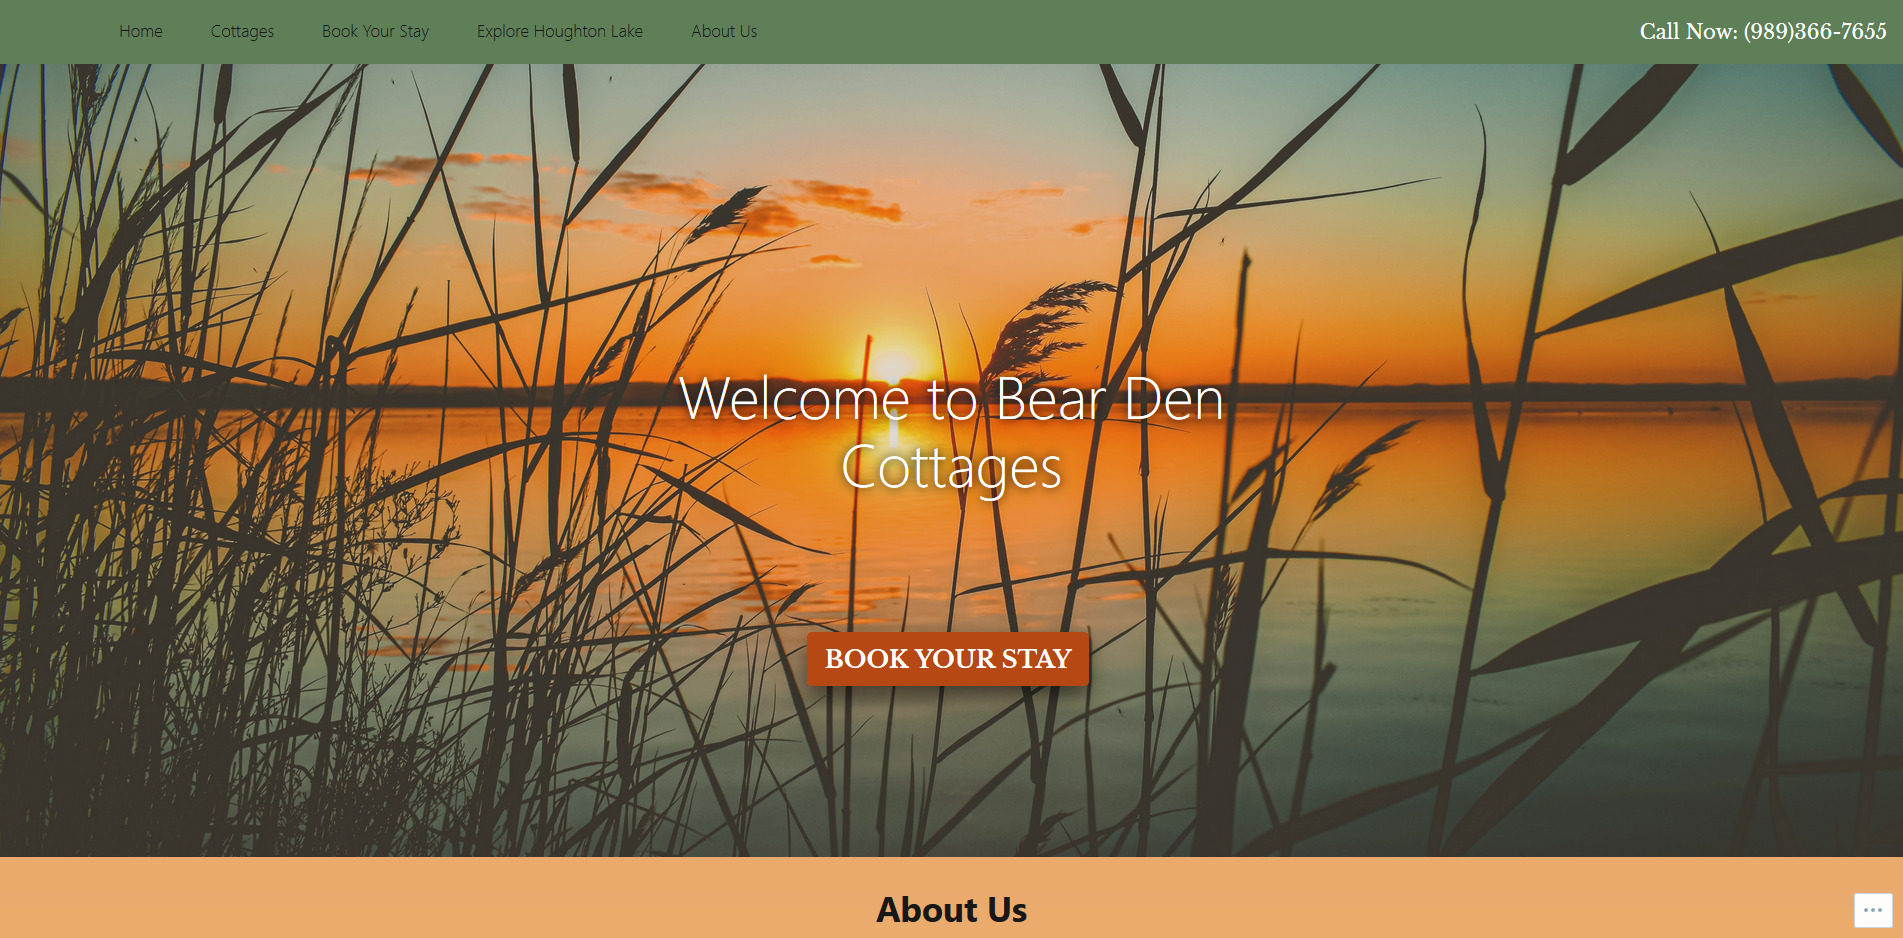 Home
Cottages
Book Your Stay
Explore Houghton Lake
About Us
Call Now: (989)366-7655
Welcome to Bear Den
Cottages
BOOK YOUR STAY
About Us